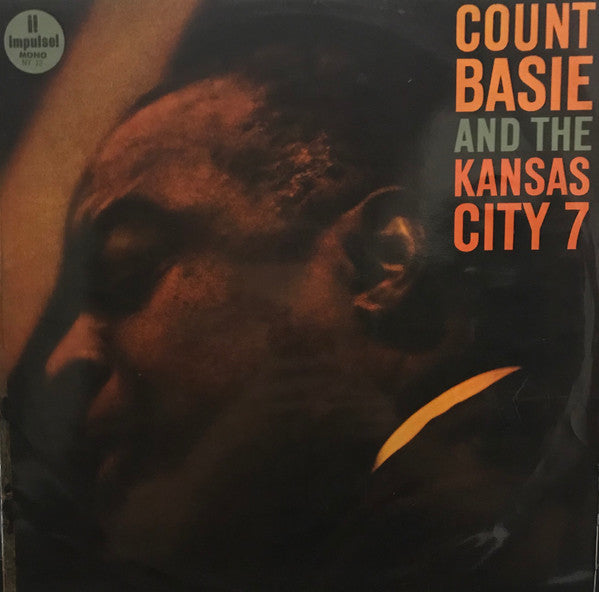 impulse!
MONO
COUNT
BASIE
AND THE
KANSAS
CITY 7